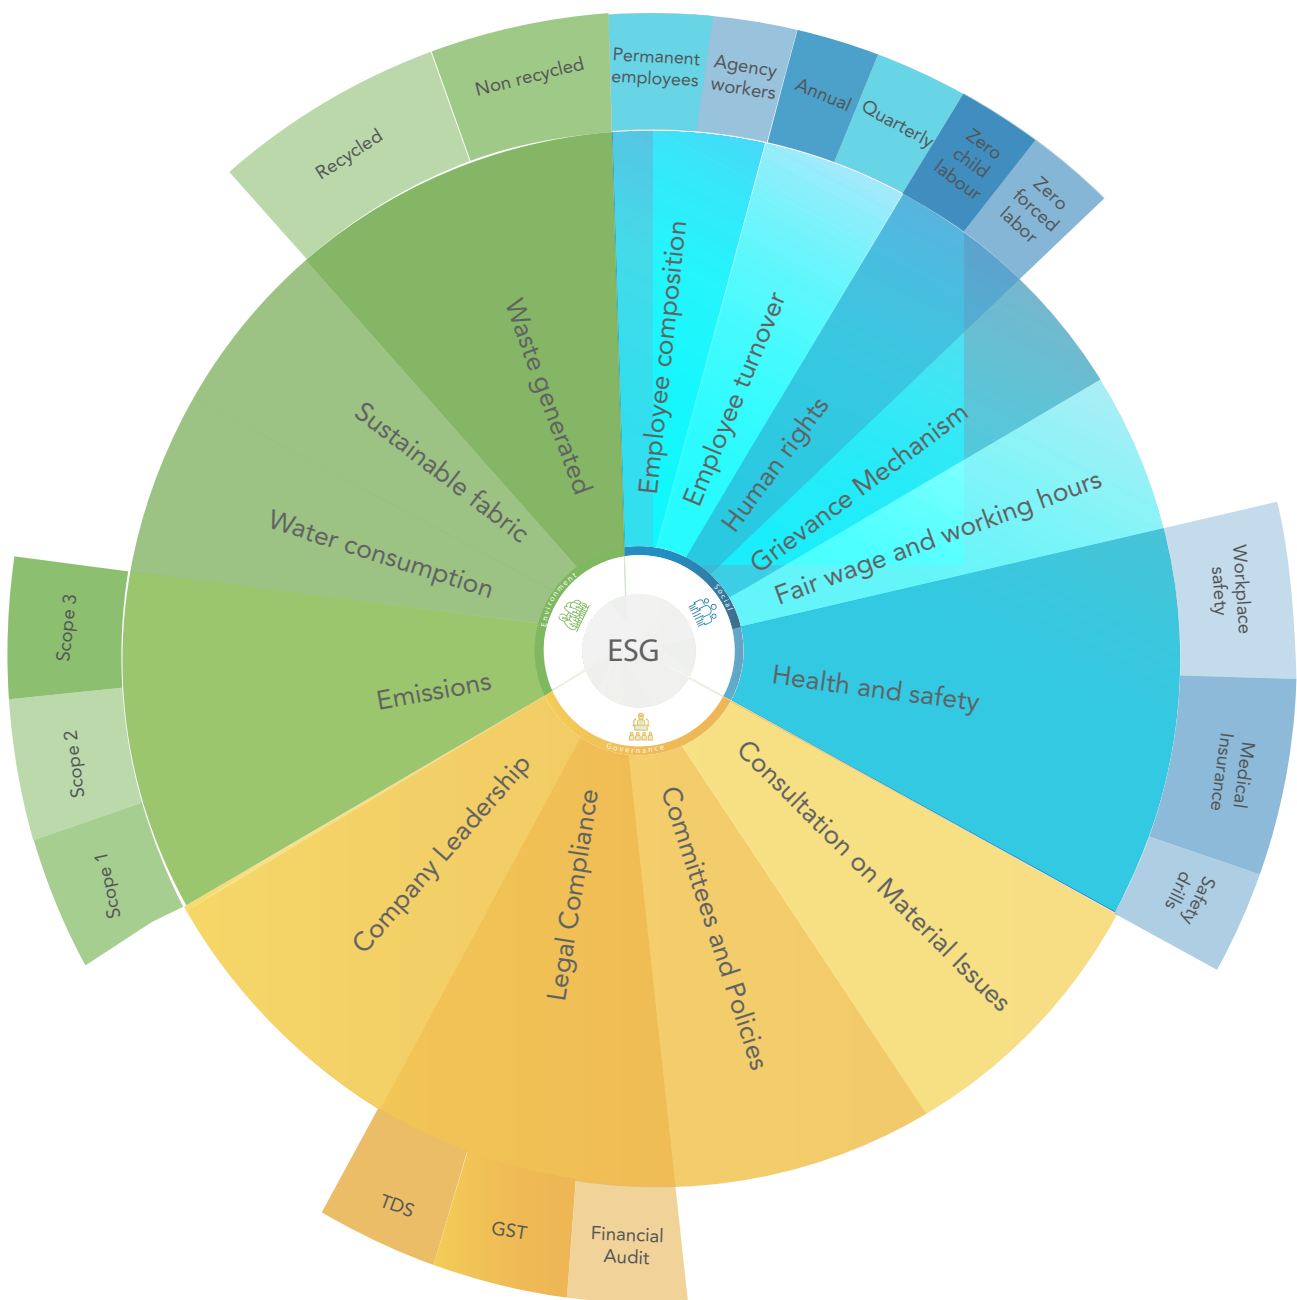 Non recycled
Recycled
Permanent
employees
Agency
workers
Annual
Quarterly
Zero
child
labour
Zero
forced
labor
Waste generated
Sustainable fabric
Water consumption
Emissions
Employee composition
Employee turnover
Human rights
Grievance Mechanism
Fair wage and working hours
Health and safety
Workplace
safety
Medical
Insurance
Safety
drills
Scope 3
Scope 2
Scope 1
Environment
Social
ESG
Governance
Company Leadership
Legal Compliance
Committees and Policies
Consultation on Material Issues
TDS
GST
Financial
Audit